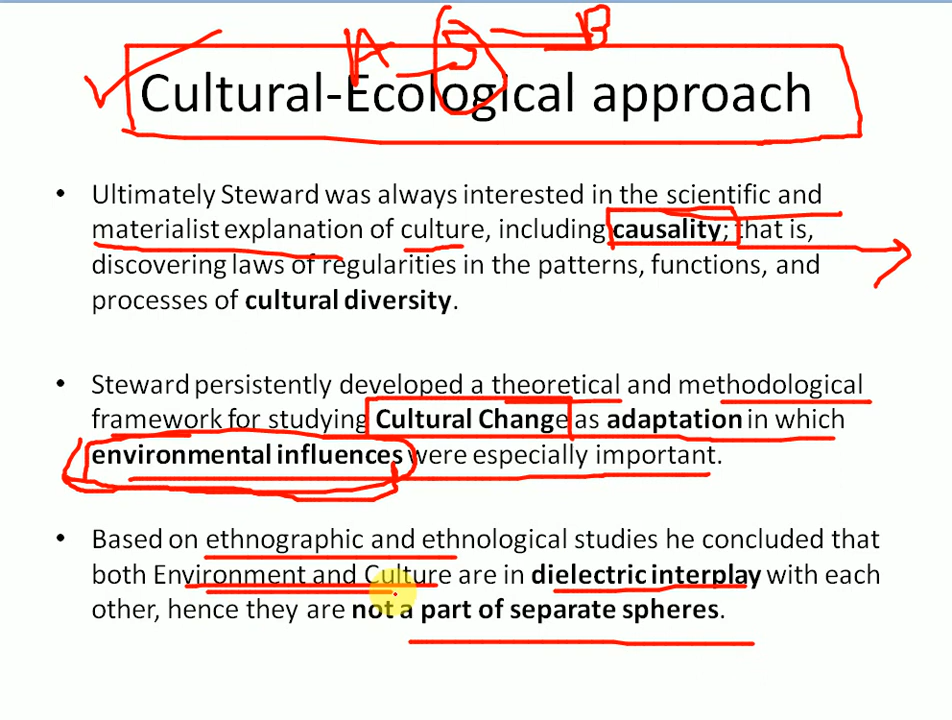 A 5 B
Cultural-Ecological approach
• Ultimately Steward was always interested in the scientific and
materialist explanation of culture, including causality; that is,
discovering laws of regularities in the patterns, functions, and
processes of cultural diversity.
• Steward persistently developed a theoretical and methodological
framework for studying Cultural Change as adaptation in which
environmental influences were especially important.
• Based on ethnographic and ethnological studies he concluded that
both Environment and Culture are in dielectric interplay with each
other, hence they are not a part of separate spheres.